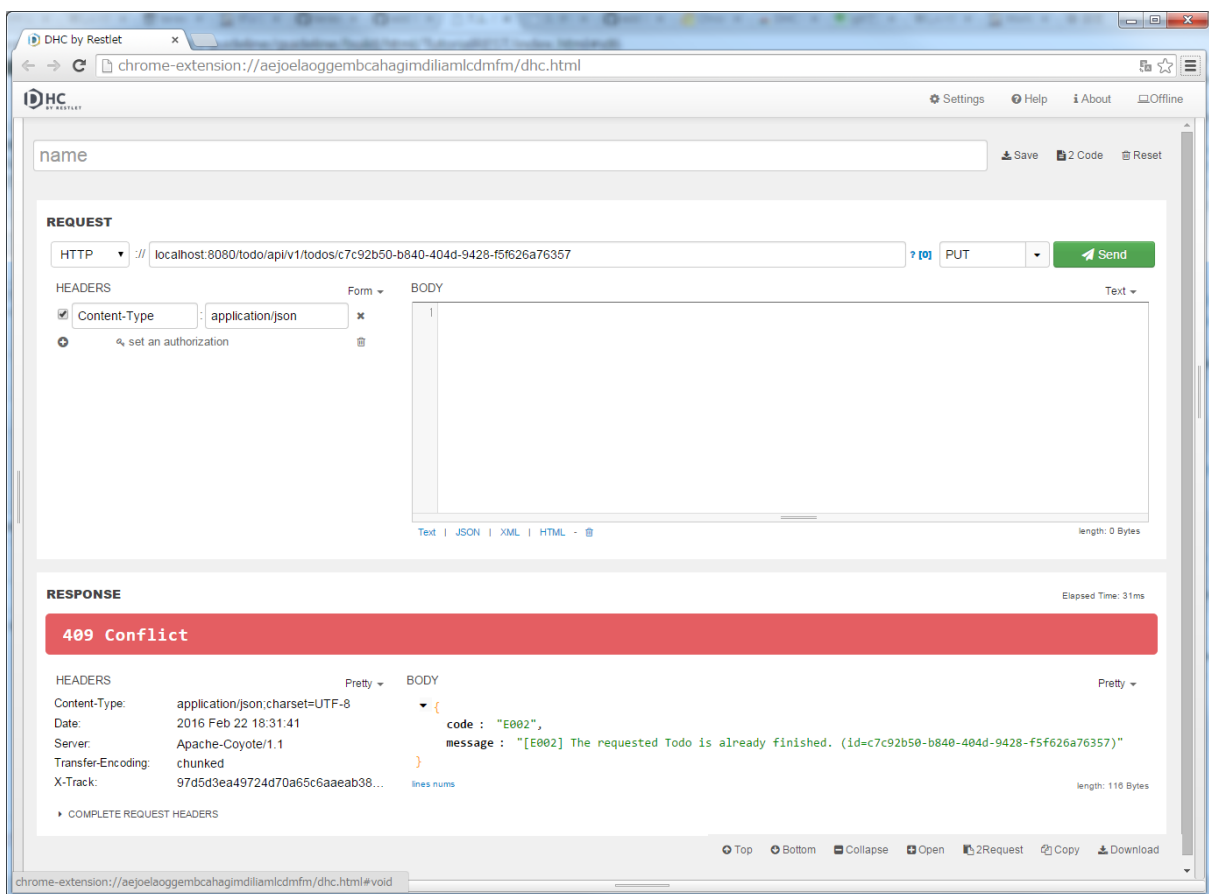 DHC by Restlet
chrome-extension://aejoelaoggembcahagimdiliamlcdmfm/dhc.html
DHC
BY RESTLET
Settings Help About Offline
name
Save 2 Code Reset
REQUEST
HTTP :// localhost:8080/todo/api/v1/todos/c7c92b50-b840-404d-9428-f5f626a76357 ? [0] PUT Send
HEADERS Form BODY Text
Content-Type : application/json 1
set an authorization
Text | JSON | XML | HTML - length: 0 Bytes
RESPONSE Elapsed Time: 31ms
409 Conflict
HEADERS Pretty BODY Pretty
Content-Type: application/json;charset=UTF-8 {
Date: 2016 Feb 22 18:31:41 code : "E002",
Server: Apache-Coyote/1.1 message : "[E002] The requested Todo is already finished. (id=c7c92b50-b840-404d-9428-f5f626a76357)"
Transfer-Encoding: chunked }
X-Track: 97d5d3ea49724d70a65c6aaeab38... lines nums length: 116 Bytes
COMPLETE REQUEST HEADERS
Top Bottom Collapse Open 2Request Copy Download
chrome-extension://aejoelaoggembcahagimdiliamlcdmfm/dhc.html#void